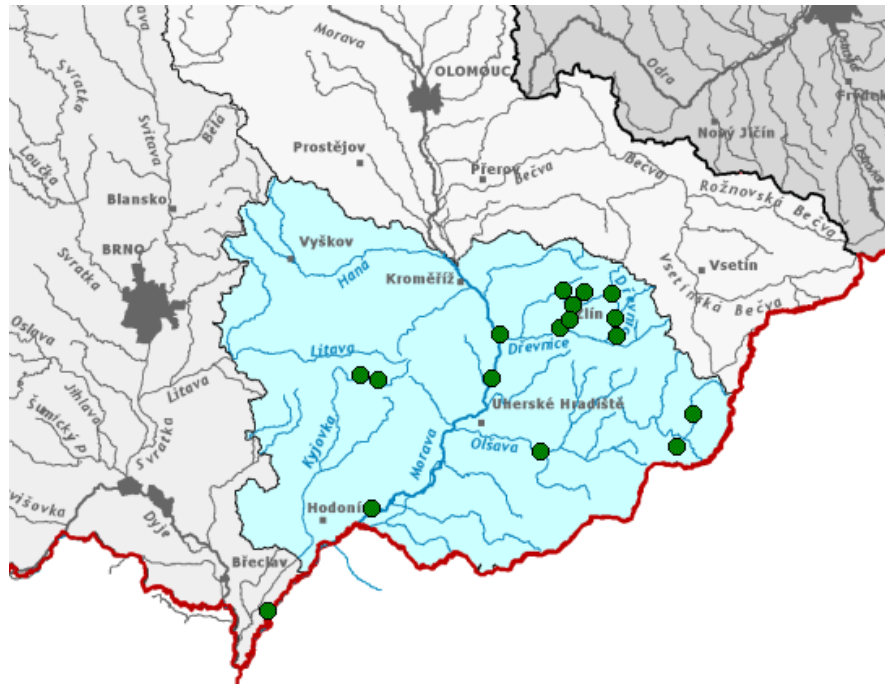 Morava
OLOMOUC
Odra
Svratka
Svitava
Bělá
Nový Jičín
Loučka
Prostějov
Přerov
Bečva
Bečva
Rožnovská Bečva
Blansko
BRNO
Vyškov
Haná
Kroměříž
Vsetín
Vsetínská Bečva
Svratka
Dřevnice
Zlín
Oslava
Litava
Dřevnice
Litava
Jihlava
Uherské Hradiště
Kyjovka
Olšava
Svratka
Morava
Hodonín
Dyje
Břeclav